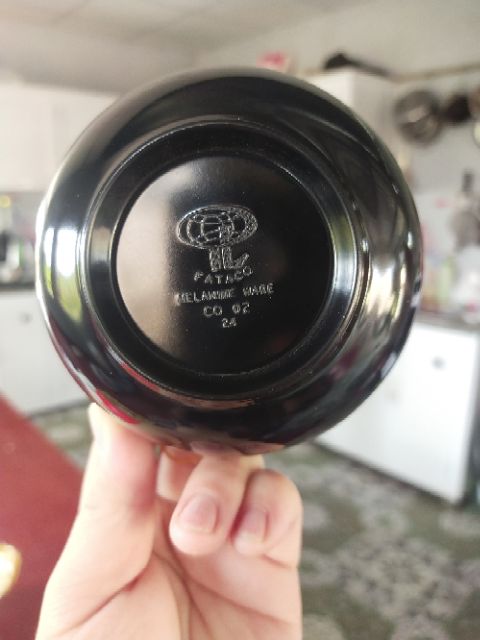 FATACO
MELAMINE WARE
CO 02
24